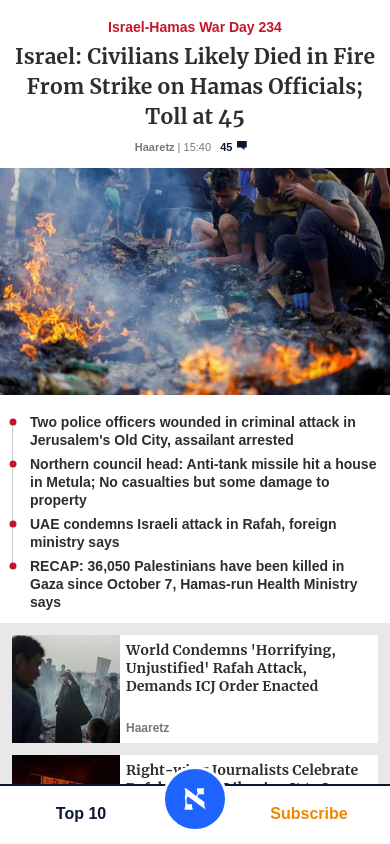 Israel-Hamas War Day 234
Israel: Civilians Likely Died in Fire
From Strike on Hamas Officials;
Toll at 45
Haaretz | 15:40 45
Two police officers wounded in criminal attack in
Jerusalem's Old City, assailant arrested
Northern council head: Anti-tank missile hit a house
in Metula; No casualties but some damage to
property
UAE condemns Israeli attack in Rafah, foreign
ministry says
RECAP: 36,050 Palestinians have been killed in
Gaza since October 7, Hamas-run Health Ministry
says
World Condemns 'Horrifying,
Unjustified' Rafah Attack,
Demands ICJ Order Enacted
Haaretz
Right-wing Journalists Celebrate
Top 10
Subscribe